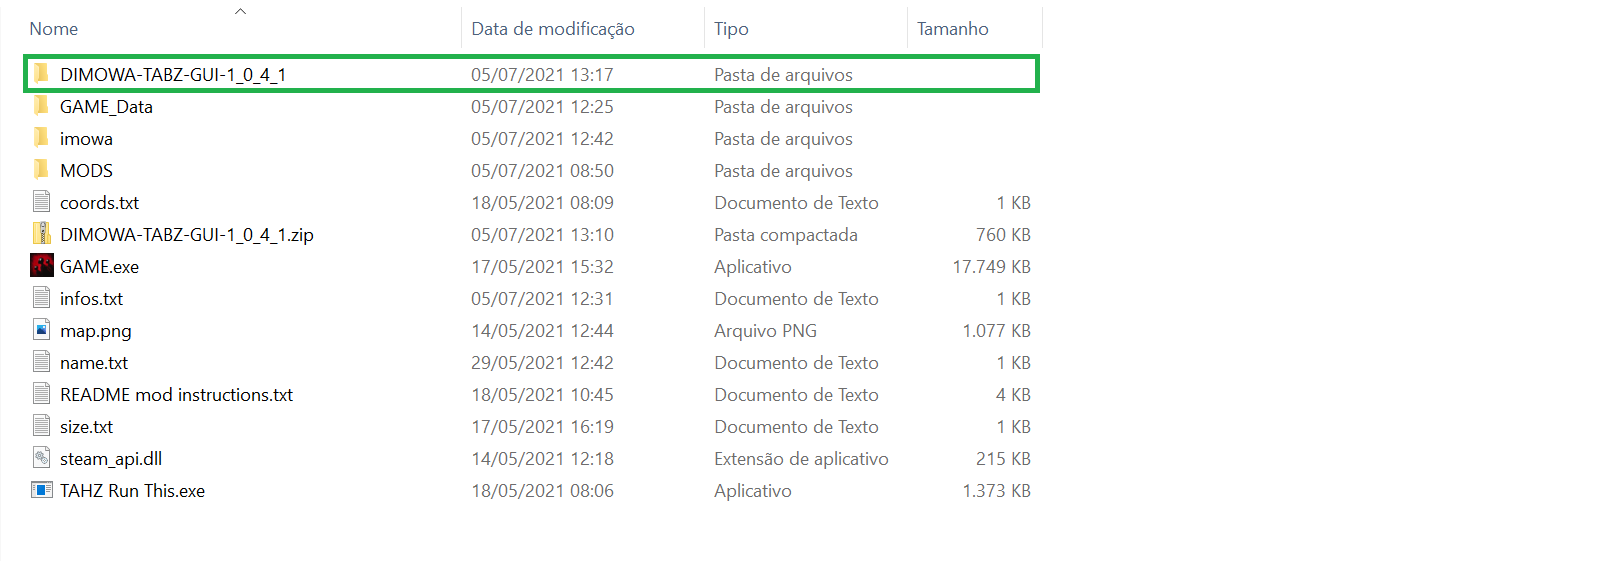 Nome Data de modificação Tipo Tamanho
DIMOWA-TABZ-GUI-1_0_4_1 05/07/2021 13:17 Pasta de arquivos
GAME_Data 05/07/2021 12:25 Pasta de arquivos
imowa 05/07/2021 12:42 Pasta de arquivos
MODS 05/07/2021 08:50 Pasta de arquivos
coords.txt 18/05/2021 08:09 Documento de Texto 1 KB
DIMOWA-TABZ-GUI-1_0_4_1.zip 05/07/2021 13:10 Pasta compactada 760 KB
GAME.exe 17/05/2021 15:32 Aplicativo 17.749 KB
infos.txt 05/07/2021 12:31 Documento de Texto 1 KB
map.png 14/05/2021 12:44 Arquivo PNG 1.077 KB
name.txt 29/05/2021 12:42 Documento de Texto 1 KB
README mod instructions.txt 18/05/2021 10:45 Documento de Texto 4 KB
size.txt 17/05/2021 16:19 Documento de Texto 1 KB
steam_api.dll 14/05/2021 12:18 Extensão de aplicativo 215 KB
TAHZ Run This.exe 18/05/2021 08:06 Aplicativo 1.373 KB